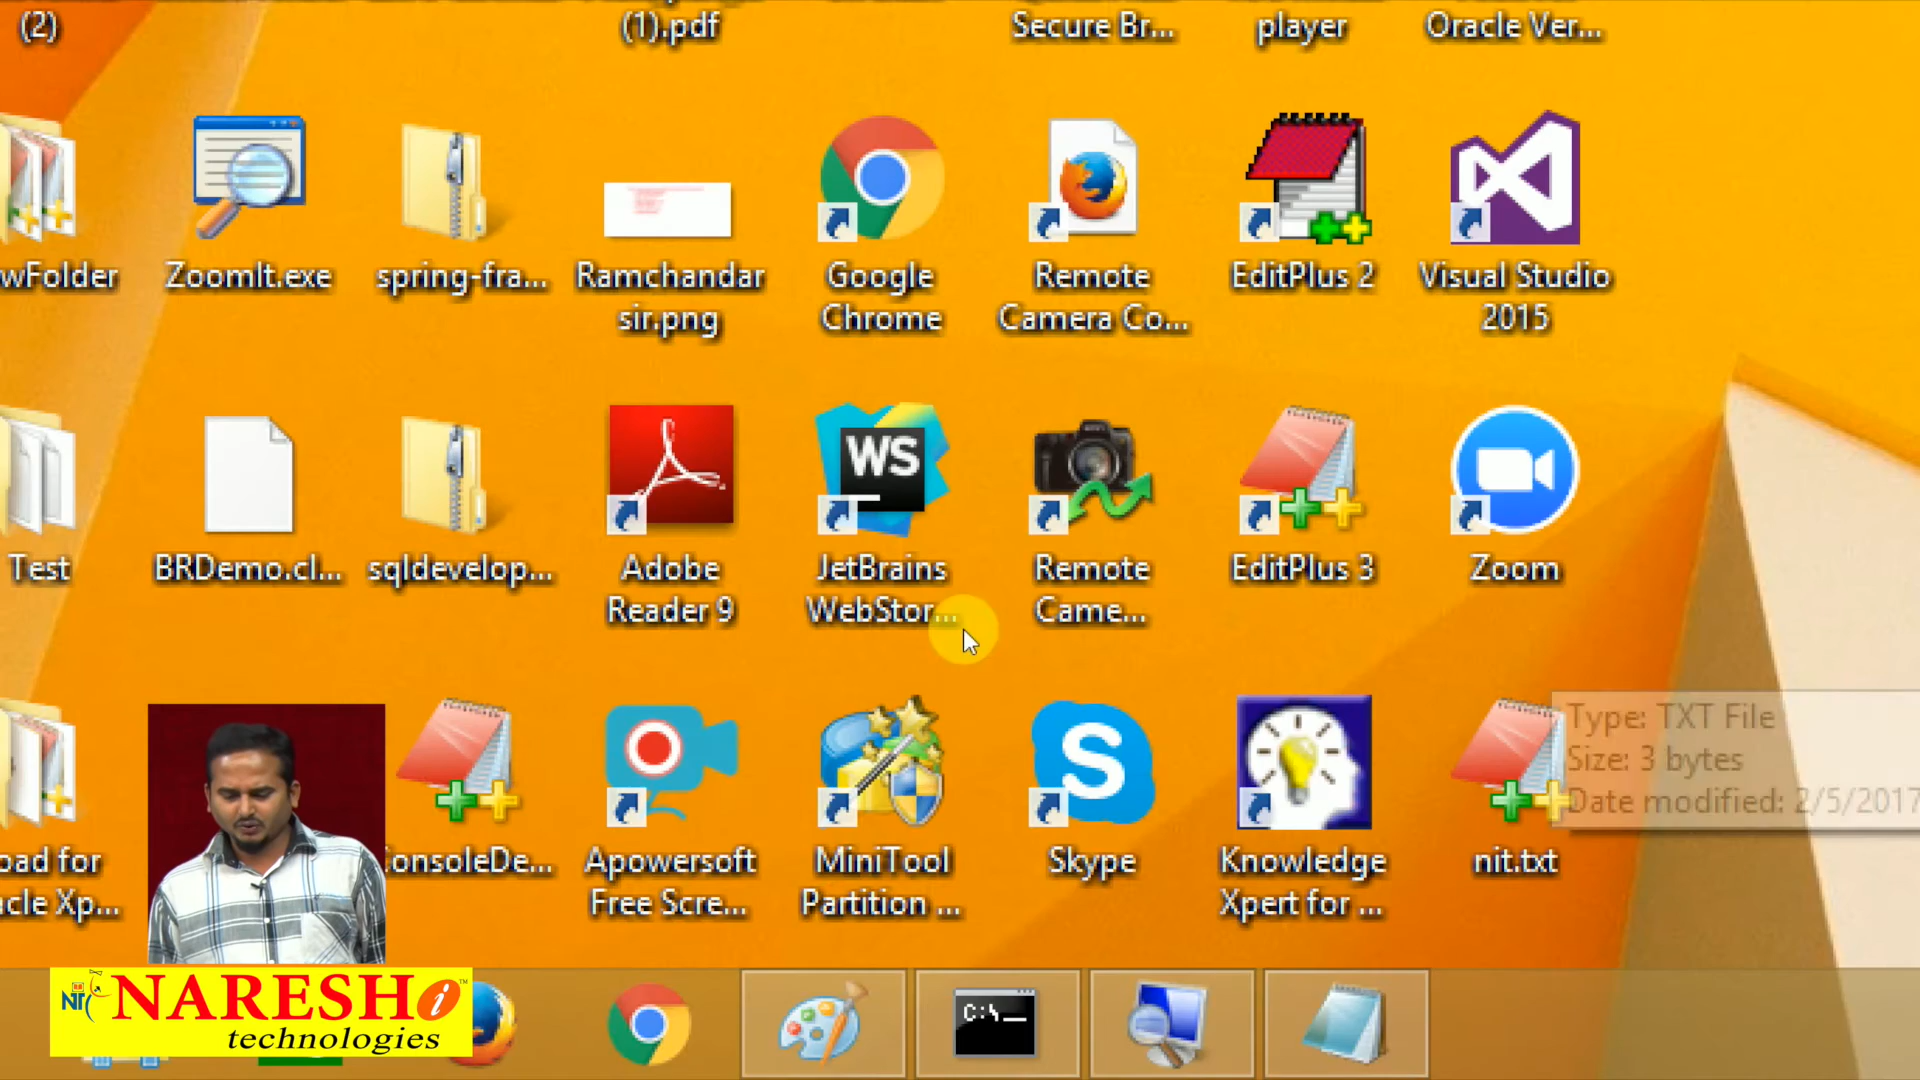 (2)
(1).pdf
Secure Br...
player
Oracle Ver...
wFolder
ZoomIt.exe
spring-fra...
Ramchandar
sir.png
Google
Chrome
Remote
Camera Co...
EditPlus 2
Visual Studio
2015
WS
Test
BRDemo.cl...
sqldevelop...
Adobe
Reader 9
JetBrains
WebStor...
Remote
Came...
EditPlus 3
Zoom
Type: TXT File
Size: 3 bytes
Date modified: 2/5/2017
oad for
acle Xp...
ConsoleDe...
Apowersoft
Free Scre...
MiniTool
Partition ...
Skype
Knowledge
Xpert for ...
nit.txt
NARESH i
technologies
C:\